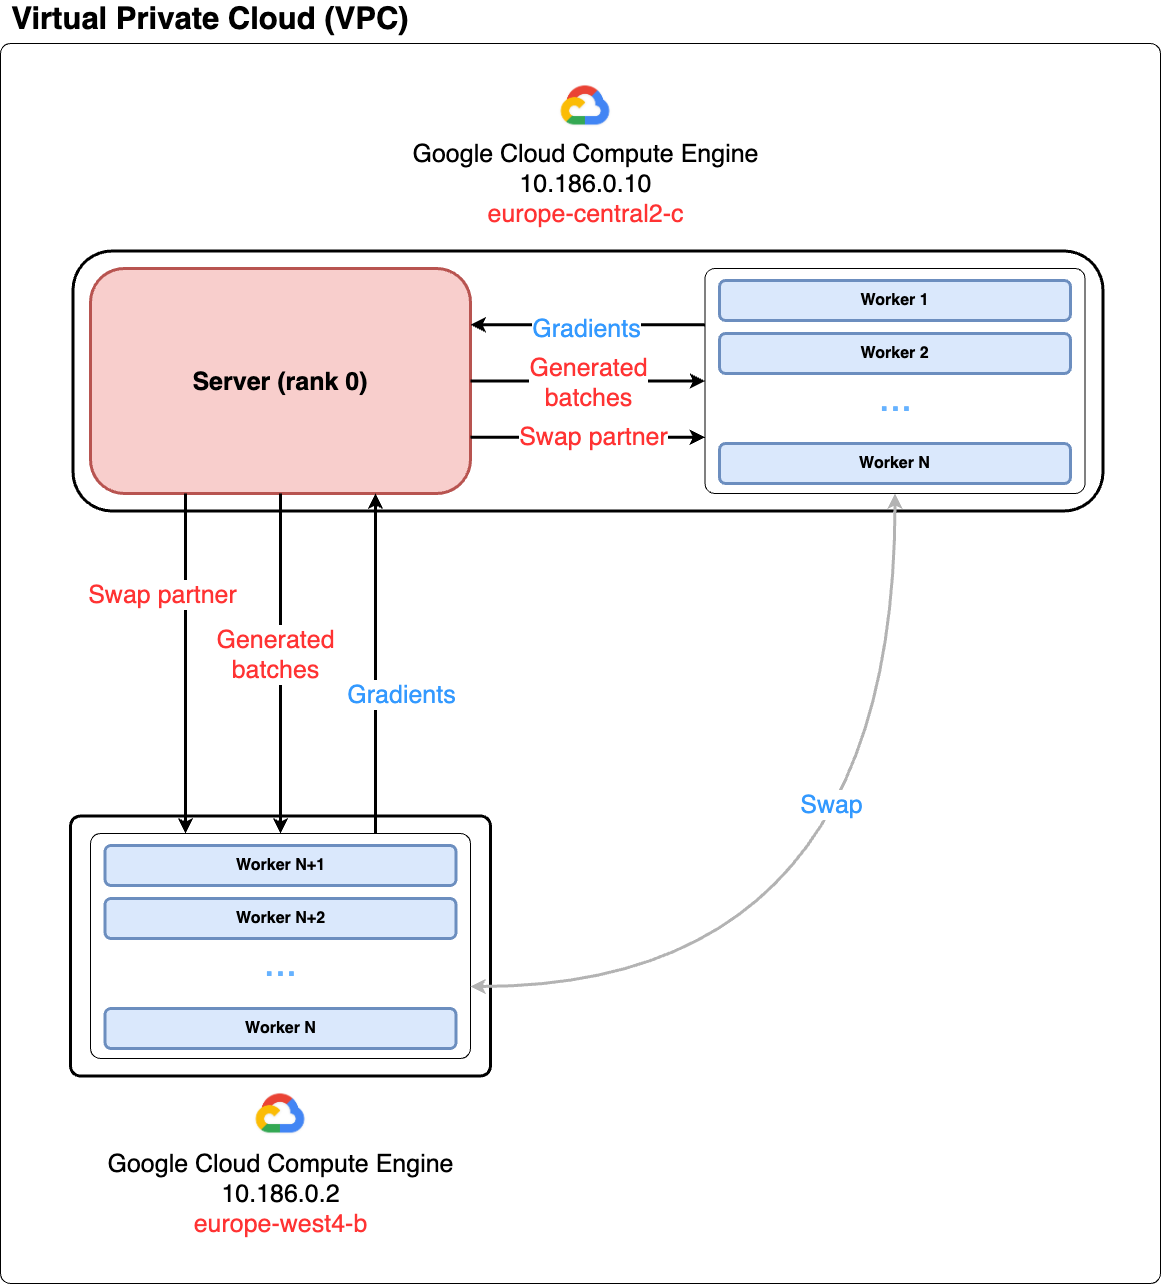 Virtual Private Cloud (VPC)
Google Cloud Compute Engine
10.186.0.10
europe-central2-c
Server (rank 0)
Gradients
Generated
batches
Swap partner
Worker 1
Worker 2
...
Worker N
Swap partner
Generated
batches
Gradients
Swap
Worker N+1
Worker N+2
...
Worker N
Google Cloud Compute Engine
10.186.0.2
europe-west4-b